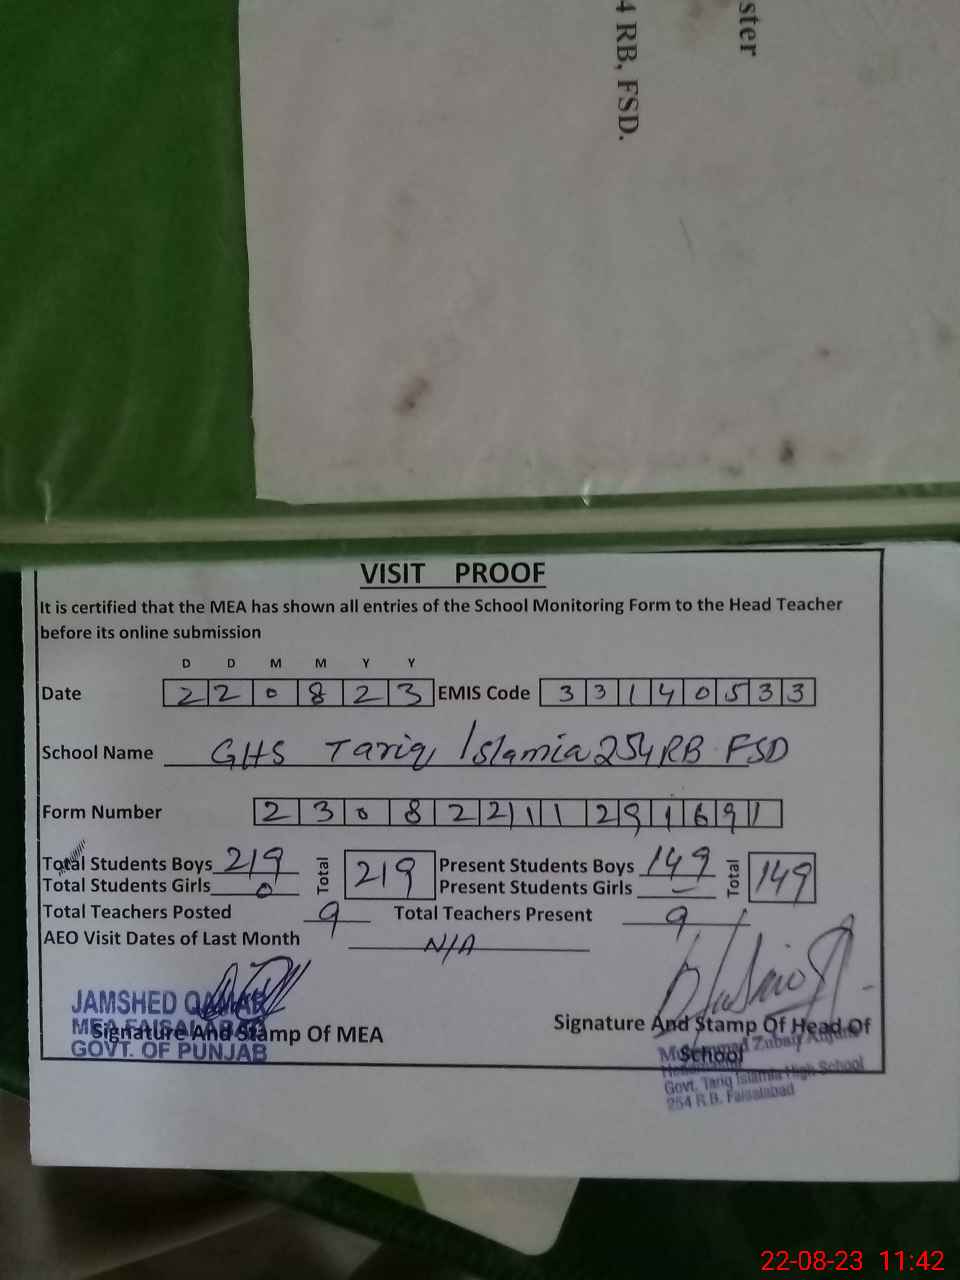 ster
4 RB, FSD.
VISIT PROOF
It is certified that the MEA has shown all entries of the School Monitoring Form to the Head Teacher
before its online submission
D D M M Y Y
Date 2 2 0 8 2 3 EMIS Code 3 3 1 4 0 5 3 3
School Name GHS Tariq Islamia 254 RB FSD
Form Number 2 3 0 8 2 2 1 1 2 9 1 6 9 1
Total Students Boys 219 Total 219 Present Students Boys 149 Total 149
Total Students Girls 0 Present Students Girls –
Total Teachers Posted 9 Total Teachers Present 9
AEO Visit Dates of Last Month N/A
JAMSHED QAMAR
MEA FAISALABAD
GOVT. OF PUNJAB
Signature And Stamp Of MEA
Signature And Stamp Of Head Of
School
Muhammad Zubair
Govt. Tariq Islamia High School
254 R.B. Faisalabad
22-08-23 11:42